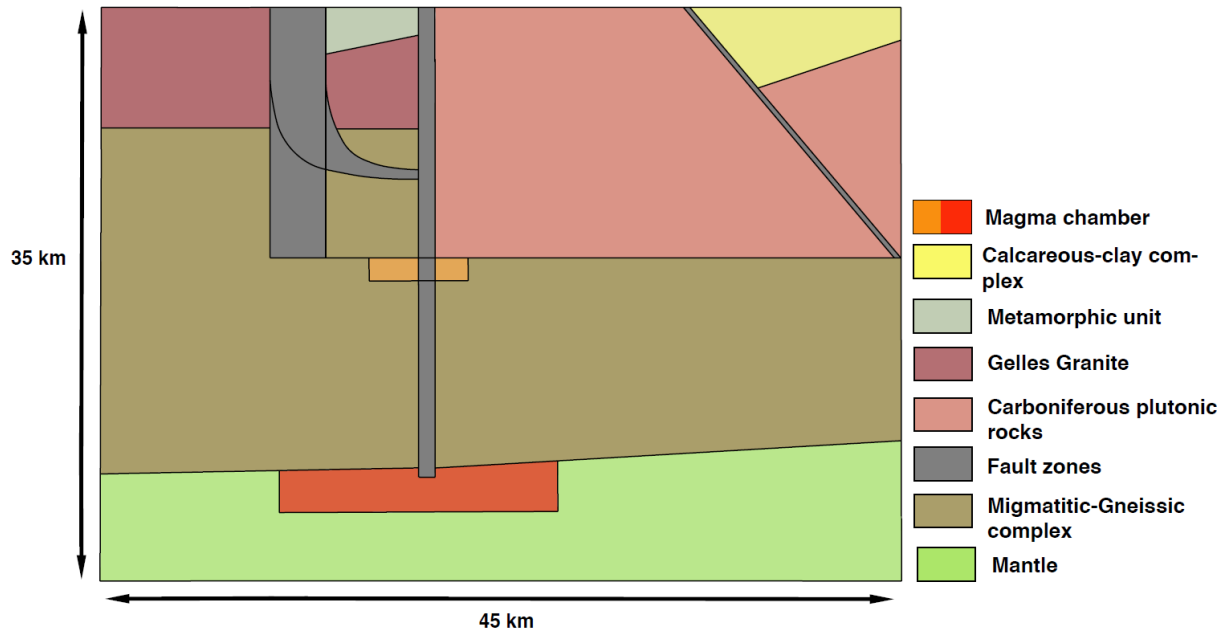 35 km
45 km
Magma chamber
Calcareous-clay com-
plex
Metamorphic unit
Gelles Granite
Carboniferous plutonic
rocks
Fault zones
Migmatitic-Gneissic
complex
Mantle